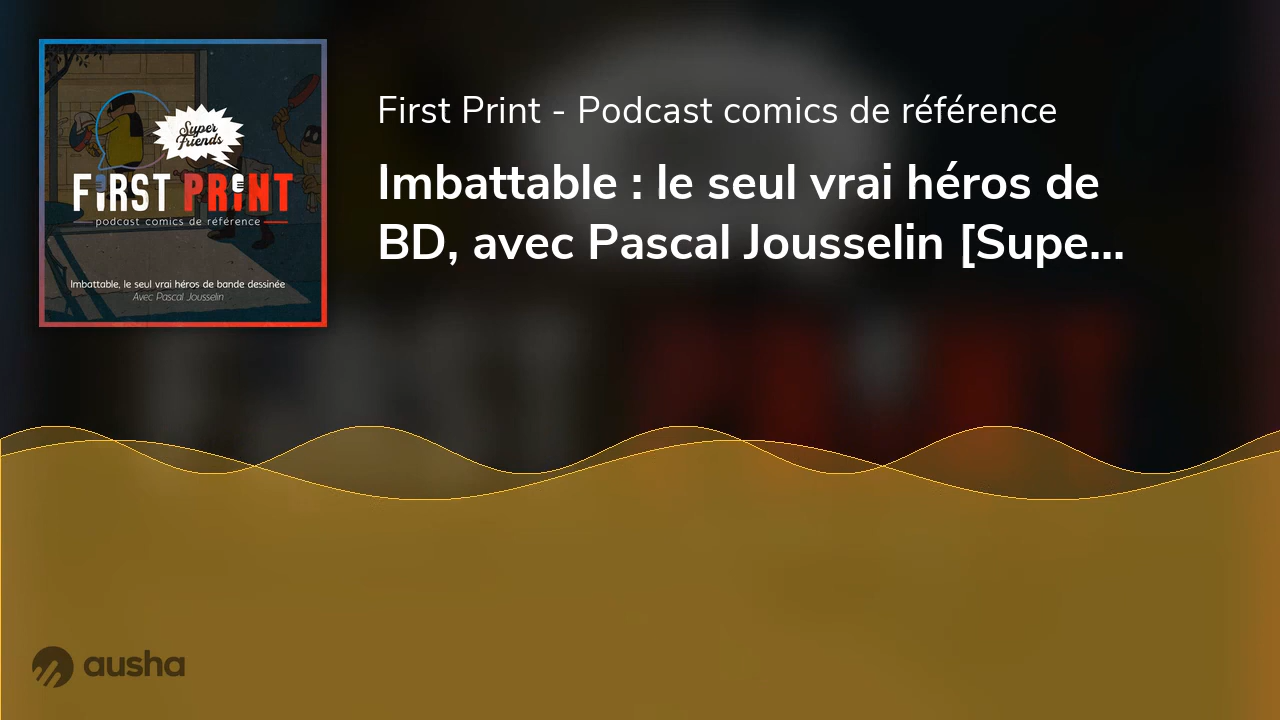 First Print - Podcast comics de référence
Imbattable : le seul vrai héros de
BD, avec Pascal Jousselin [Supe...
Super
Friends
FiRST PRiNT
podcast comics de référence
Imbattable, le seul vrai héros de bande dessinée
Avec Pascal Jousselin
ausha